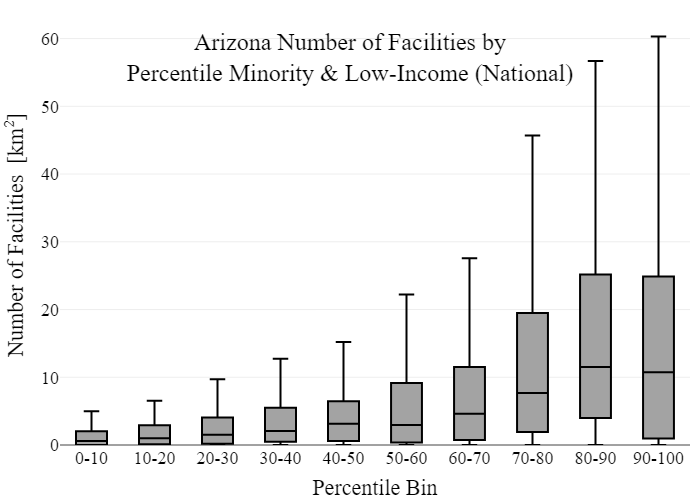 Arizona Number of Facilities by
Percentile Minority & Low-Income (National)
Number of Facilities [km²]
60
50
40
30
20
10
0
0-10 10-20 20-30 30-40 40-50 50-60 60-70 70-80 80-90 90-100
Percentile Bin